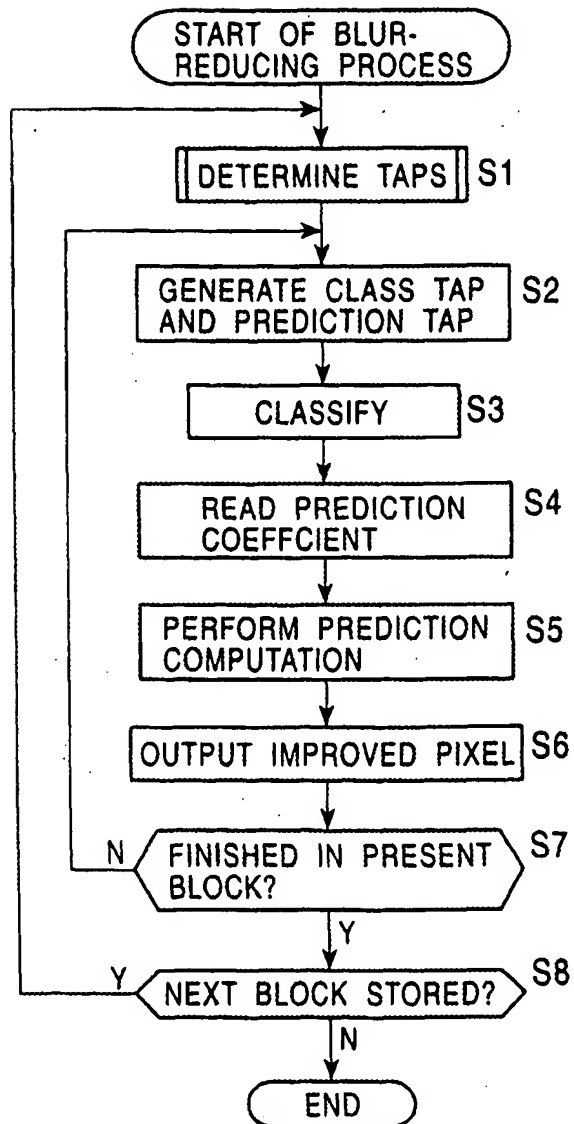 START OF BLUR-
REDUCING PROCESS
DETERMINE TAPS S1
GENERATE CLASS TAP
AND PREDICTION TAP
S2
CLASSIFY S3
READ PREDICTION
COEFFCIENT
S4
PERFORM PREDICTION
COMPUTATION
S5
OUTPUT IMPROVED PIXEL S6
N
FINISHED IN PRESENT
BLOCK?
S7
Y
Y
NEXT BLOCK STORED?
S8
N
END